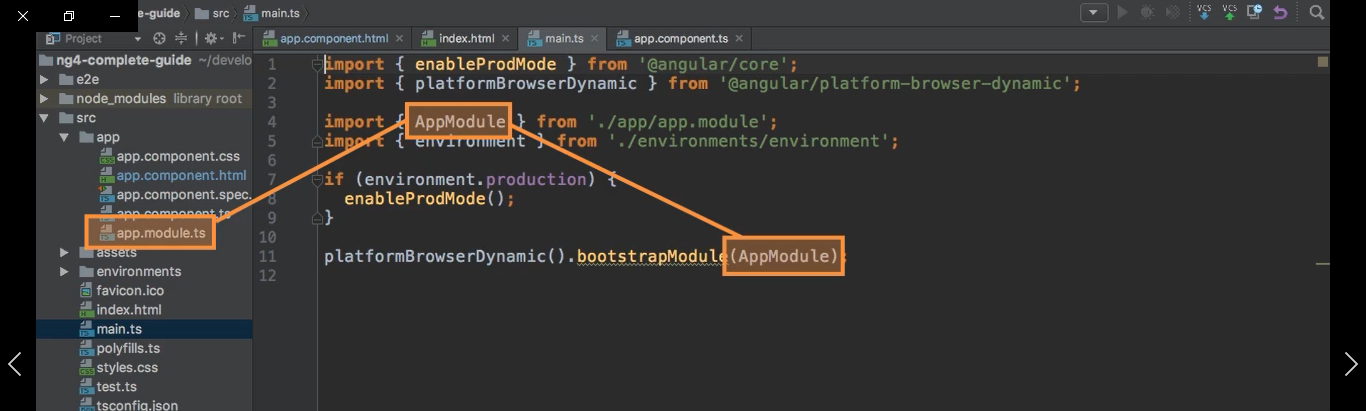 e-guide src main.ts
Project
app.component.html index.html main.ts app.component.ts
ng4-complete-guide ~/develo
e2e
node_modules library root
src
app
app.component.css
app.component.html
app.component.spec.
app.component.ts
app.module.ts
assets
environments
favicon.ico
index.html
main.ts
polyfills.ts
styles.css
test.ts
tsconfig.json
1 import { enableProdMode } from '@angular/core';
2 import { platformBrowserDynamic } from '@angular/platform-browser-dynamic';
3
4 import { AppModule } from './app/app.module';
5 import { environment } from './environments/environment';
6
7 if (environment.production) {
8 enableProdMode();
9 }
10
11 platformBrowserDynamic().bootstrapModule(AppModule);
12
VCS VCS